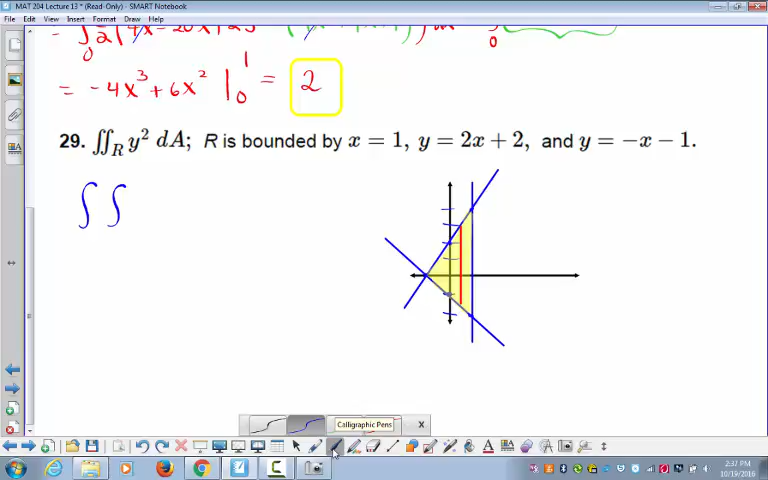 MAT 204 Lecture 13 * (Read-Only) - SMART Notebook
File Edit View Insert Format Draw Help
= -4x³ + 6x² |₀¹ = 2
29. ∬_R y² dA; R is bounded by x = 1, y = 2x + 2, and y = −x − 1.
∫ ∫
Calligraphic Pens
x
2:37 PM
10/19/2016